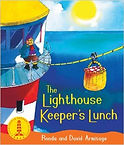 The
Lighthouse
Keeper's Lunch
Ronda and David Armitage